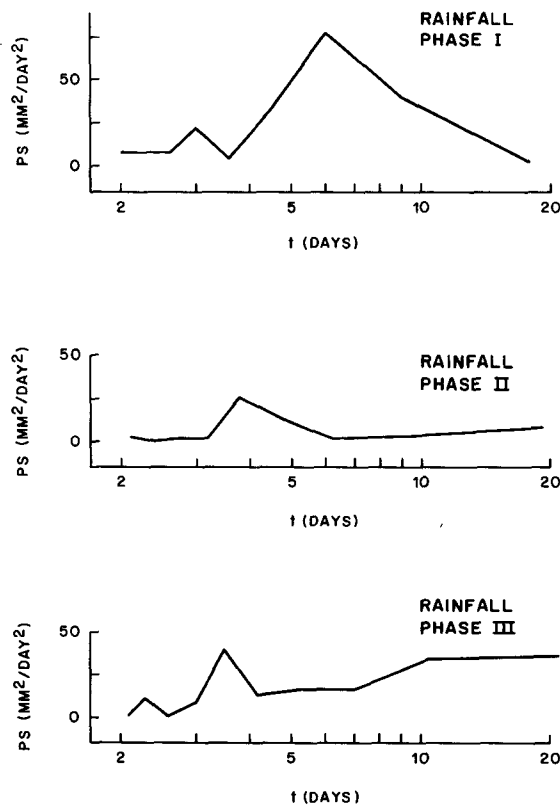 RAINFALL
PHASE I
PS (MM²/DAY²)
50
0
2
5
10
20
t (DAYS)
RAINFALL
PHASE II
PS (MM²/DAY²)
50
0
2
5
10
20
t (DAYS)
RAINFALL
PHASE III
PS (MM²/DAY²)
50
0
2
5
10
20
t (DAYS)